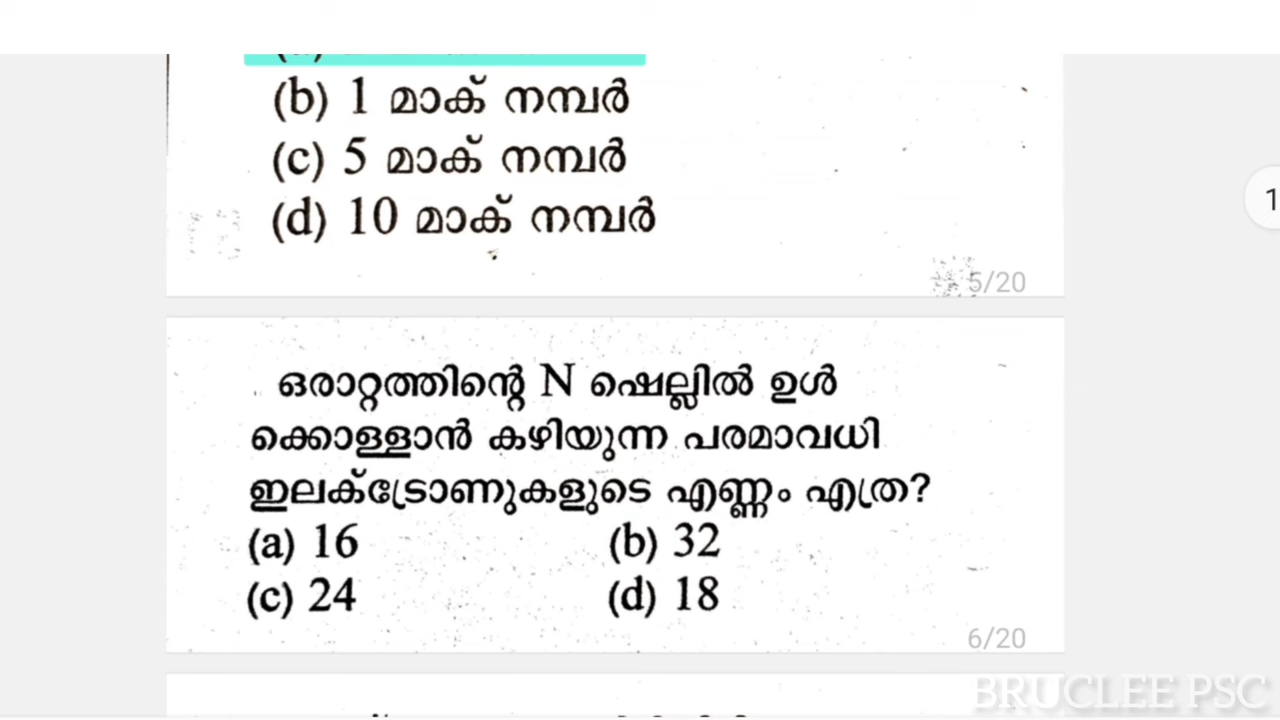 (b) 1 മാക് നമ്പർ
(c) 5 മാക് നമ്പർ
(d) 10 മാക് നമ്പർ
5/20
1
ഒരാറ്റത്തിന്റെ N ഷെല്ലിൽ ഉൾ
ക്കൊള്ളാൻ കഴിയുന്ന പരമാവധി
ഇലക്ട്രോണുകളുടെ എണ്ണം എത്ര?
(a) 16 (b) 32
(c) 24 (d) 18
6/20
BRUCLEE PSC